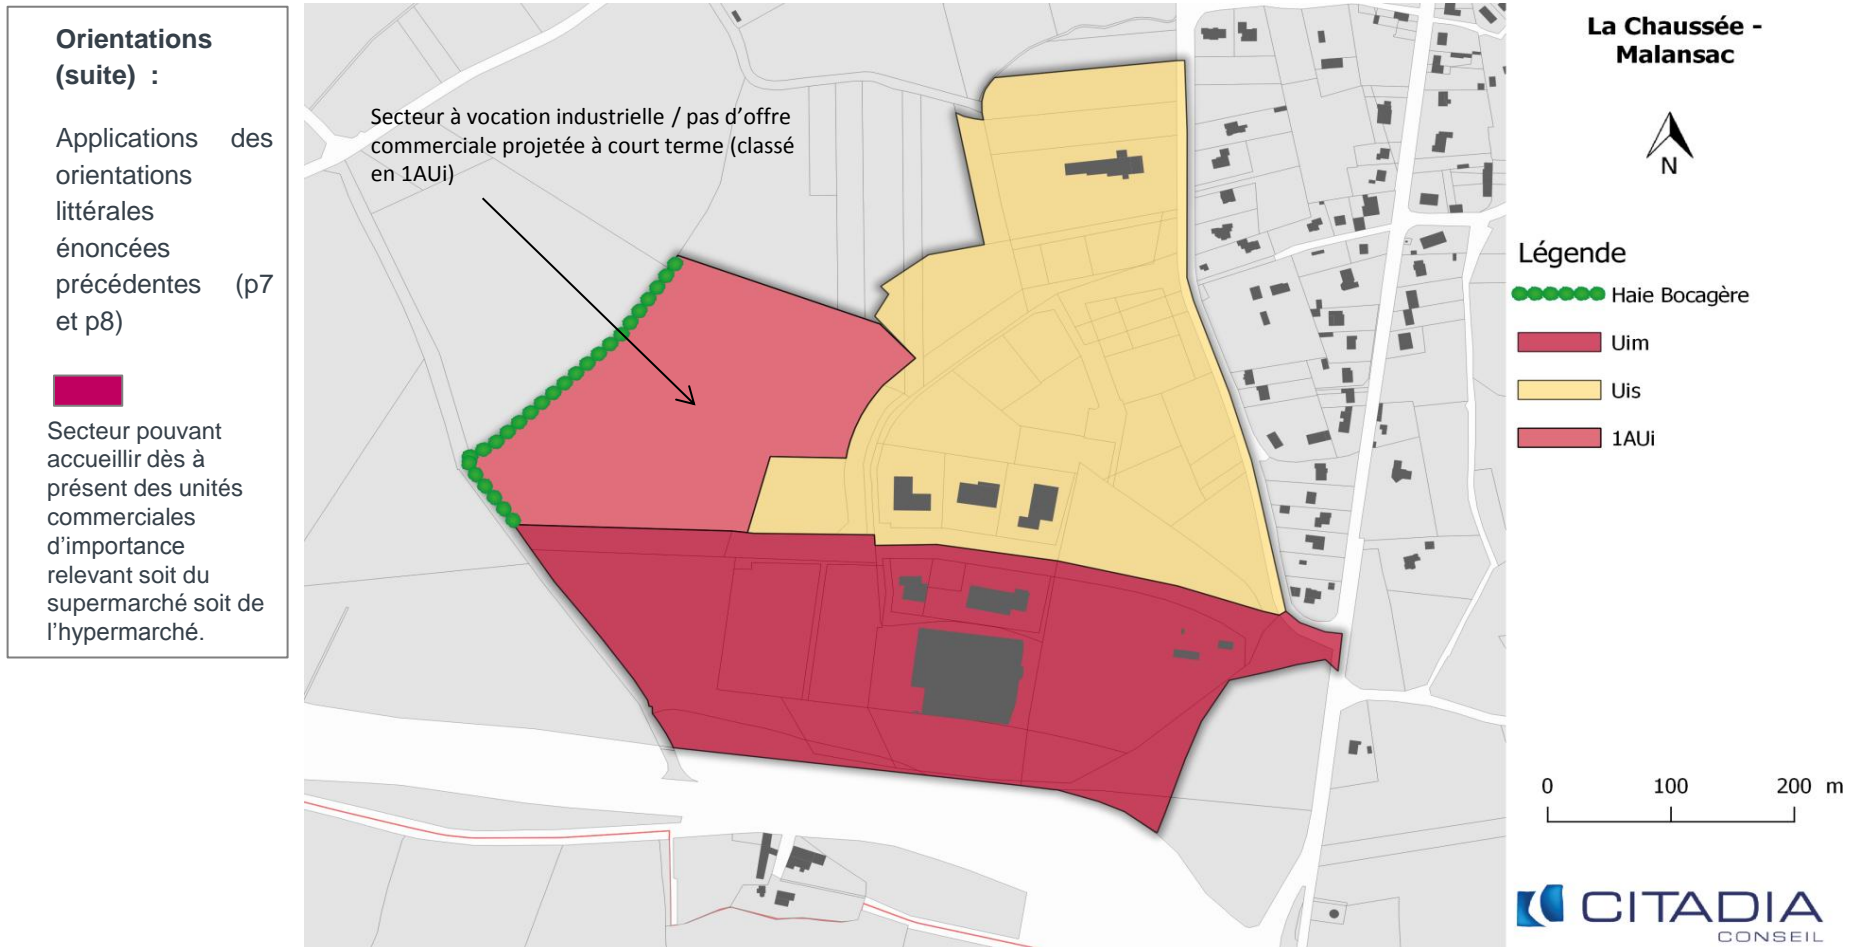 Orientations
(suite) :
Applications des
orientations
littérales
énoncées
précédentes (p7
et p8)
Secteur pouvant
accueillir dès à
présent des unités
commerciales
d’importance
relevant soit du
supermarché soit de
l’hypermarché.
Secteur à vocation industrielle / pas d’offre
commerciale projetée à court terme (classé
en 1AUi)
La Chaussée -
Malansac
N
Légende
Haie Bocagère
Uim
Uis
1AUi
0 100 200 m
CITADIA
CONSEIL